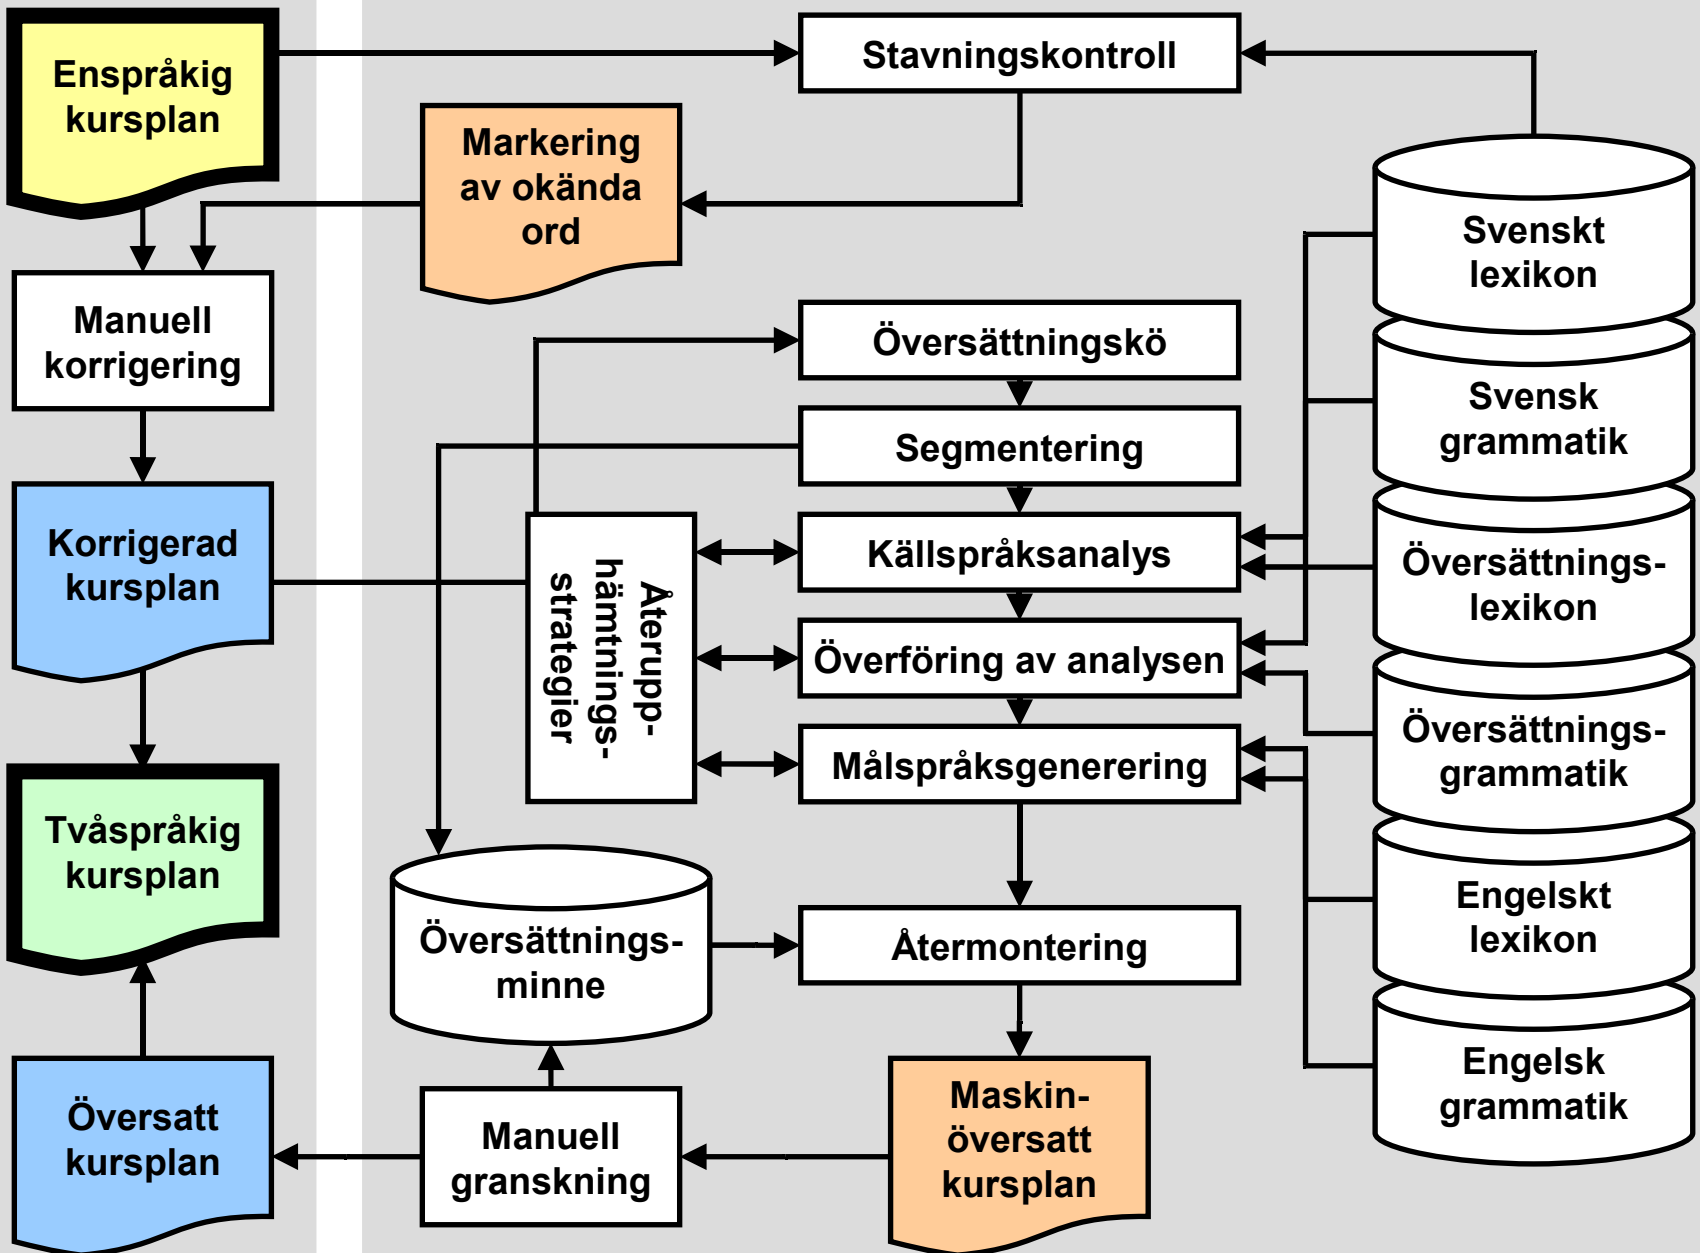 Enspråkig
kursplan
Stavningskontroll
Markering
av okända
ord
Svenskt
lexikon
Manuell
korrigering
Översättningskö
Svensk
grammatik
Segmentering
Korrigerad
kursplan
Återupp-
hämtnings-
strategier
Källspråksanalys
Översättnings-
lexikon
Överföring av analysen
Översättnings-
grammatik
Målspråksgenerering
Tvåspråkig
kursplan
Översättnings-
minne
Återmontering
Engelskt
lexikon
Engelsk
grammatik
Översatt
kursplan
Manuell
granskning
Maskin-
översatt
kursplan